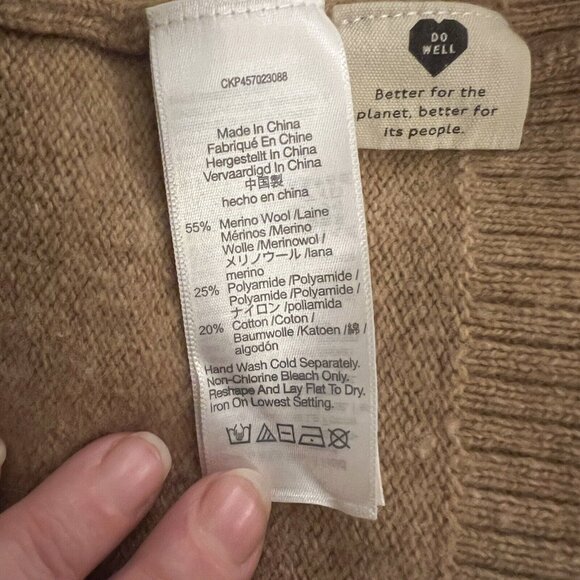 CKP457023088
Made In China
Fabriqué En Chine
Hergestellt In China
Vervaardigd In China
中国製
hecho en china
55% Merino Wool /Laine
Mérinos /Merino
Wolle /Merinowol /
メリノウール /lana
merino
25% Polyamide /Polyamide /
Polyamide /Polyamide /
ナイロン /poliamida
20% Cotton /Coton /
Baumwolle /Katoen /綿 /
algodón
Hand Wash Cold Separately.
Non-Chlorine Bleach Only.
Reshape And Lay Flat To Dry.
Iron On Lowest Setting.
DO
WELL
Better for the
planet, better for
its people.